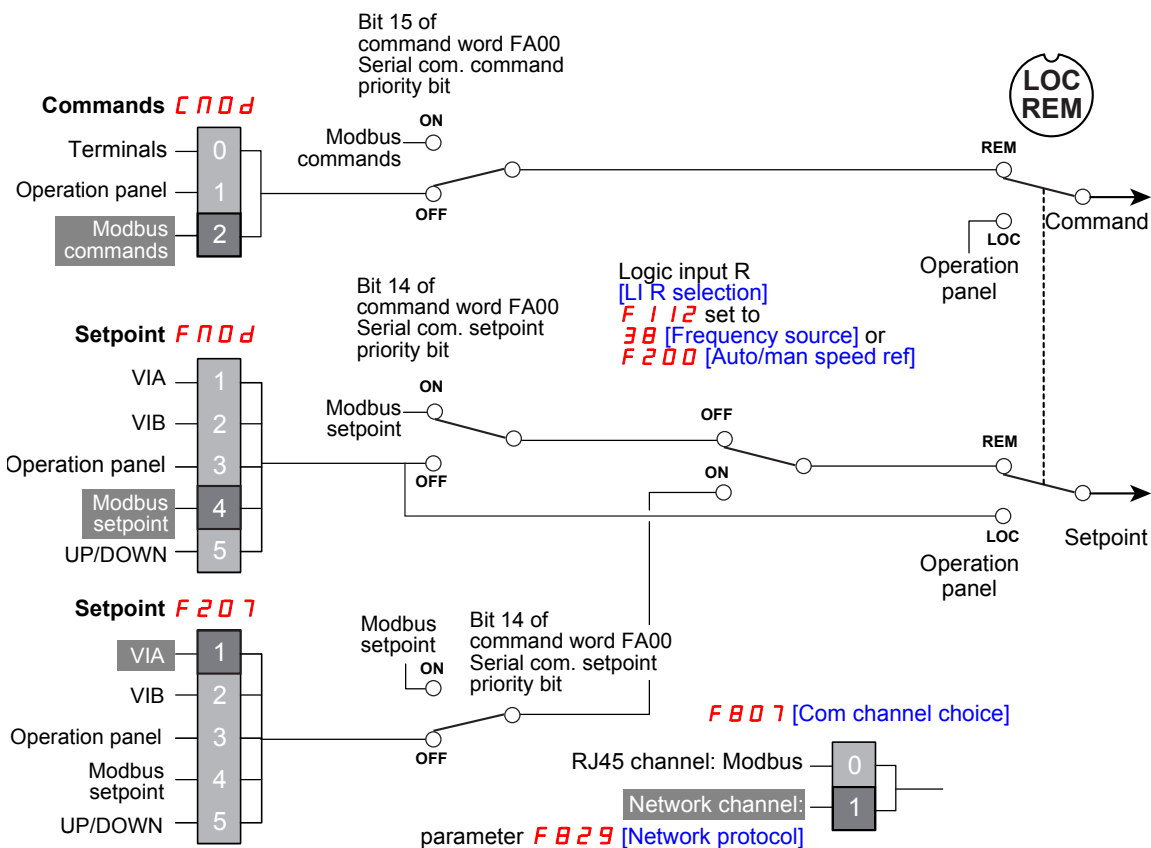 Bit 15 of
command word FA00
Serial com. command
priority bit
LOC
REM
Commands CMOd
ON
Terminals
0
Modbus
commands
REM
Operation panel
1
OFF
Modbus
commands
2
Command
LOC
Operation
panel
Bit 14 of
command word FA00
Serial com. setpoint
priority bit
Logic input R
[LI R selection]
F112 set to
38 [Frequency source] or
F200 [Auto/man speed ref]
Setpoint FMOd
VIA
1
ON
VIB
2
Modbus
setpoint
OFF
REM
Operation panel
3
OFF
ON
Modbus
setpoint
4
LOC
Setpoint
UP/DOWN
5
Operation
panel
Setpoint F207
VIA
1
Modbus
setpoint
ON
Bit 14 of
command word FA00
Serial com. setpoint
priority bit
VIB
2
F807 [Com channel choice]
Operation panel
3
OFF
RJ45 channel: Modbus
0
Modbus
setpoint
4
Network channel:
1
UP/DOWN
5
parameter F829 [Network protocol]